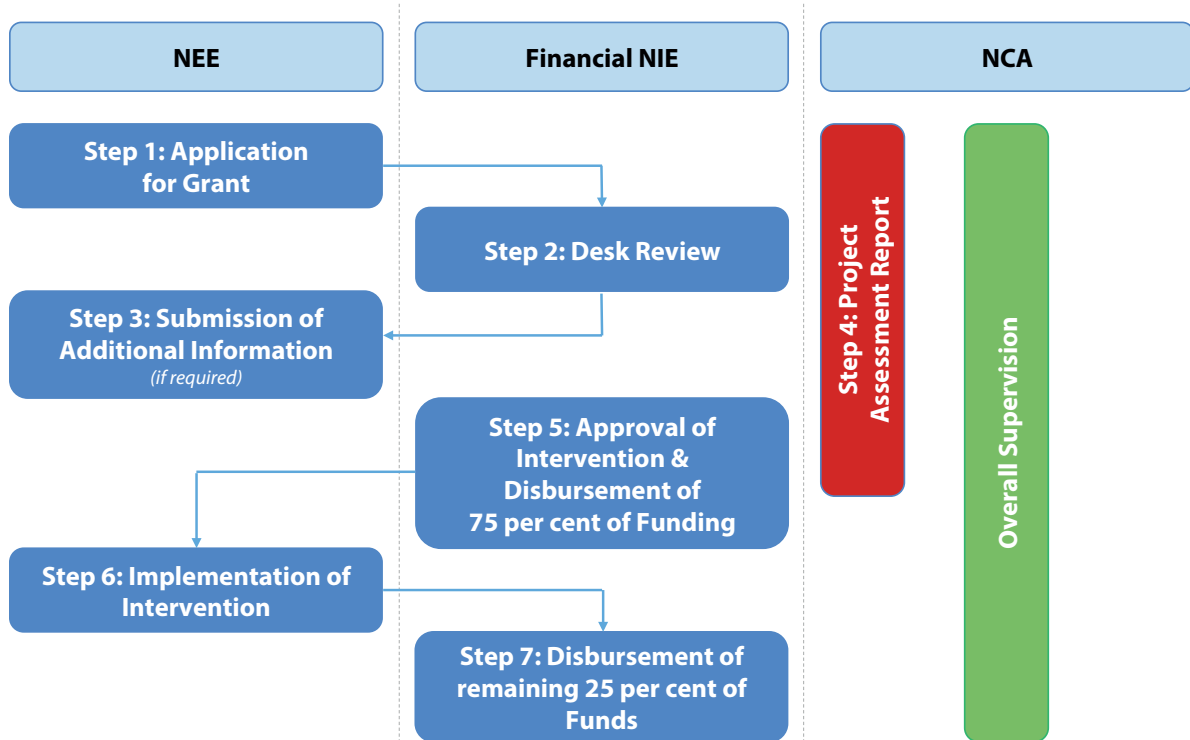 NEE
Financial NIE
NCA
Step 1: Application
for Grant
Step 2: Desk Review
Step 3: Submission of
Additional Information
(if required)
Step 4: Project
Assessment Report
Overall Supervision
Step 5: Approval of
Intervention &
Disbursement of
75 per cent of Funding
Step 6: Implementation of
Intervention
Step 7: Disbursement of
remaining 25 per cent of
Funds